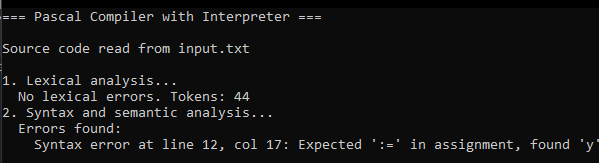 === Pascal Compiler with Interpreter ===
Source code read from input.txt
1. Lexical analysis...
No lexical errors. Tokens: 44
2. Syntax and semantic analysis...
Errors found:
Syntax error at line 12, col 17: Expected ':=' in assignment, found 'y'